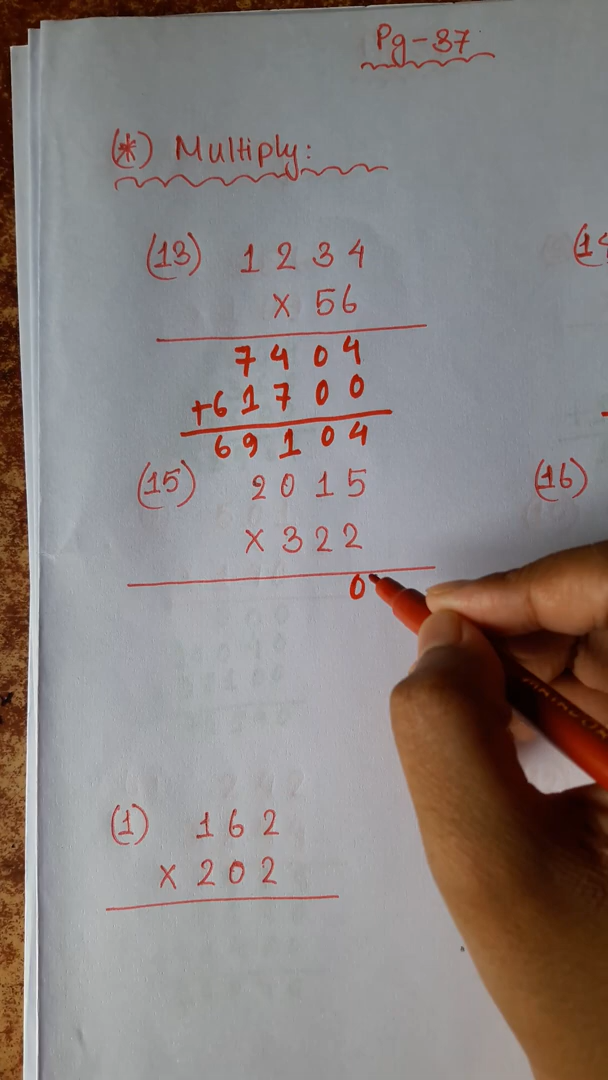 Pg-37
(*) Multiply:
(13) 1 2 3 4
x 56
7 4 0 4
+6 1 7 0 0
6 9 1 0 4
(15) 2 0 1 5
x 3 2 2
0
(16)
(1) 1 6 2
x 2 0 2